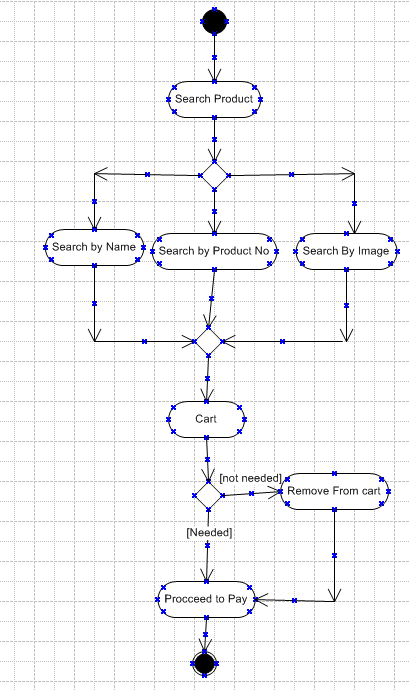 Search Product
Search by Name
Search by Product No
Search By Image
Cart
[not needed]
Remove From cart
[Needed]
Procceed to Pay